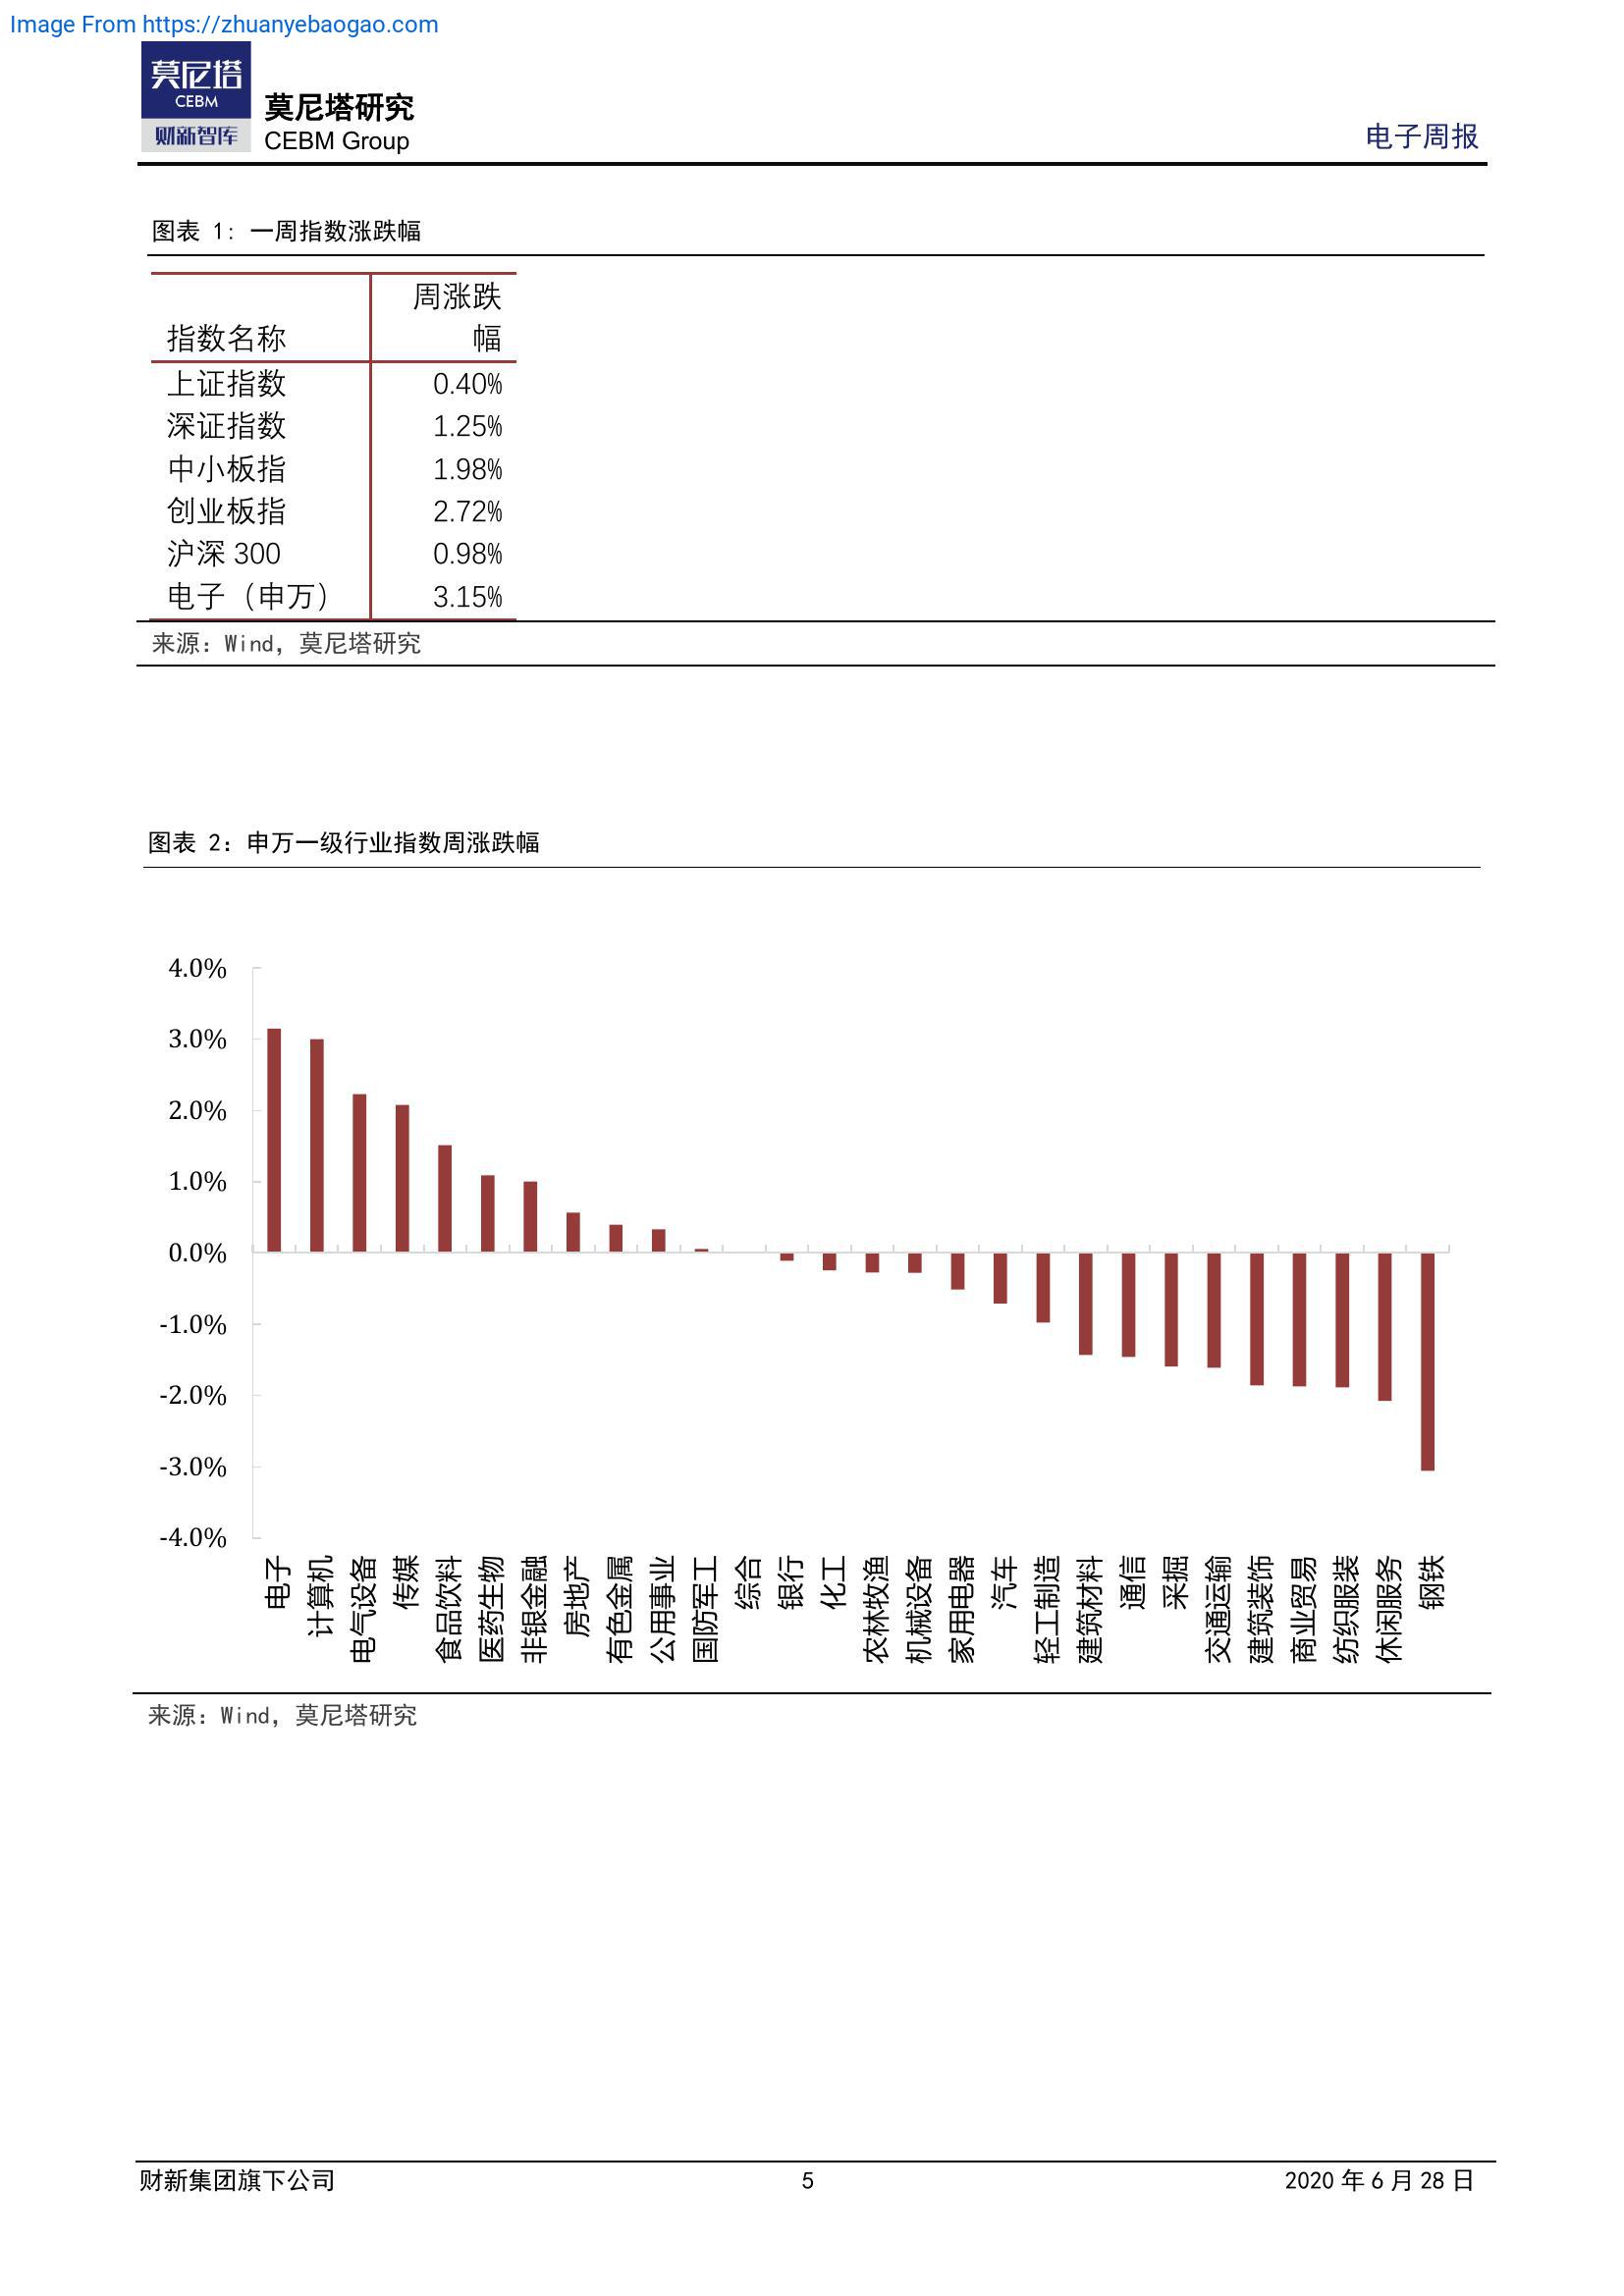 Image From https://zhuanyebaogao.com
莫尼塔
CEBM
财新智库
莫尼塔研究
CEBM Group
电子周报
图表 1: 一周指数涨跌幅
指数名称 周涨跌幅
上证指数 0.40%
深证指数 1.25%
中小板指 1.98%
创业板指 2.72%
沪深 300 0.98%
电子（申万） 3.15%
来源：Wind，莫尼塔研究
图表 2：申万一级行业指数周涨跌幅
4.0%
3.0%
2.0%
1.0%
0.0%
-1.0%
-2.0%
-3.0%
-4.0%
电子
计算机
电气设备
传媒
食品饮料
医药生物
非银金融
房地产
有色金属
公用事业
国防军工
综合
银行
化工
农林牧渔
机械设备
家用电器
汽车
轻工制造
建筑材料
通信
采掘
交通运输
建筑装饰
商业贸易
纺织服装
休闲服务
钢铁
来源：Wind，莫尼塔研究
财新集团旗下公司 5 2020 年 6 月 28 日